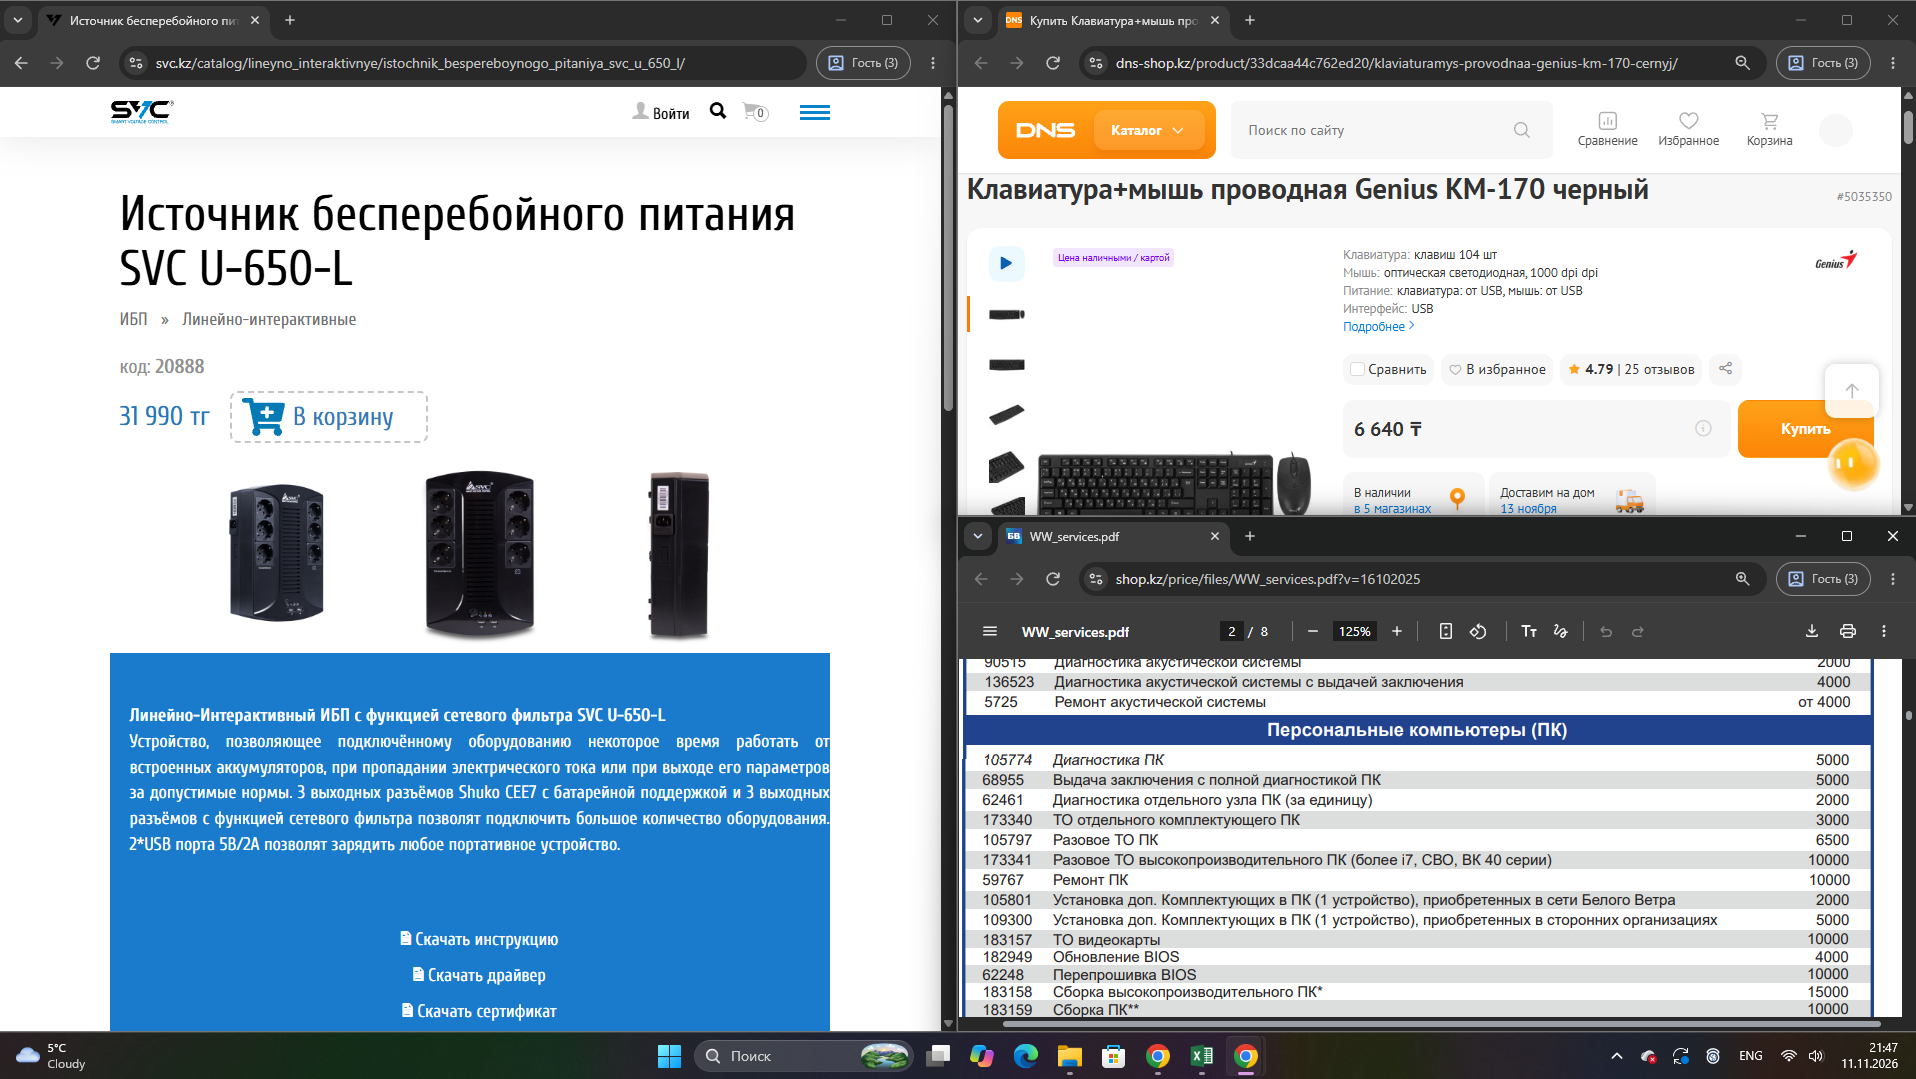 Источник бесперебойного пит
svc.kz/catalog/lineyno_interaktivnye/istochnik_bespereboynogo_pitaniya_svc_u_650_l/
Гость (3)
SVC
SMART VOLTAGE CONTROL
Войти
0
Источник бесперебойного питания
SVC U-650-L
ИБП » Линейно-интерактивные
код: 20888
31 990 тг
В корзину
Линейно-Интерактивный ИБП с функцией сетевого фильтра SVC U-650-L
Устройство, позволяющее подключённому оборудованию некоторое время работать от
встроенных аккумуляторов, при пропадании электрического тока или при выходе его параметров
за допустимые нормы. 3 выходных разъёмов Shuko CEE7 с батарейной поддержкой и 3 выходных
разъёмов с функцией сетевого фильтра позволят подключить большое количество оборудования.
2*USB порта 5В/2А позволят зарядить любое портативное устройство.
Скачать инструкцию
Скачать драйвер
Скачать сертификат
DNS
Купить Клавиатура+мышь про
dns-shop.kz/product/33dcaa44c762ed20/klaviaturamys-provodnaa-genius-km-170-cernyj/
Гость (3)
DNS
Каталог
Поиск по сайту
Сравнение
Избранное
Корзина
Клавиатура+мышь проводная Genius KM-170 черный
#5035350
Цена наличными / картой
Клавиатура: клавиш 104 шт
Мышь: оптическая светодиодная, 1000 dpi dpi
Питание: клавиатура: от USB, мышь: от USB
Интерфейс: USB
Подробнее
Genius
Сравнить
В избранное
4.79 | 25 отзывов
6 640 ₸
Купить
В наличии
в 5 магазинах
Доставим на дом
13 ноября
БВ
WW_services.pdf
shop.kz/price/files/WW_services.pdf?v=16102025
Гость (3)
WW_services.pdf
2 / 8
125%
90515 Диагностика акустической системы 2000
136523 Диагностика акустической системы с выдачей заключения 4000
5725 Ремонт акустической системы от 4000
Персональные компьютеры (ПК)
105774 Диагностика ПК 5000
68955 Выдача заключения с полной диагностикой ПК 5000
62461 Диагностика отдельного узла ПК (за единицу) 2000
173340 ТО отдельного комплектующего ПК 3000
105797 Разовое ТО ПК 6500
173341 Разовое ТО высокопроизводительного ПК (более i7, СВО, ВК 40 серии) 10000
59767 Ремонт ПК 10000
105801 Установка доп. Комплектующих в ПК (1 устройство), приобретенных в сети Белого Ветра 2000
109300 Установка доп. Комплектующих в ПК (1 устройство), приобретенных в сторонних организациях 5000
183157 ТО видеокарты 10000
182949 Обновление BIOS 4000
62248 Перепрошивка BIOS 10000
183158 Сборка высокопроизводительного ПК* 15000
183159 Сборка ПК** 10000
5°C
Cloudy
Поиск
ENG
21:47
11.11.2026